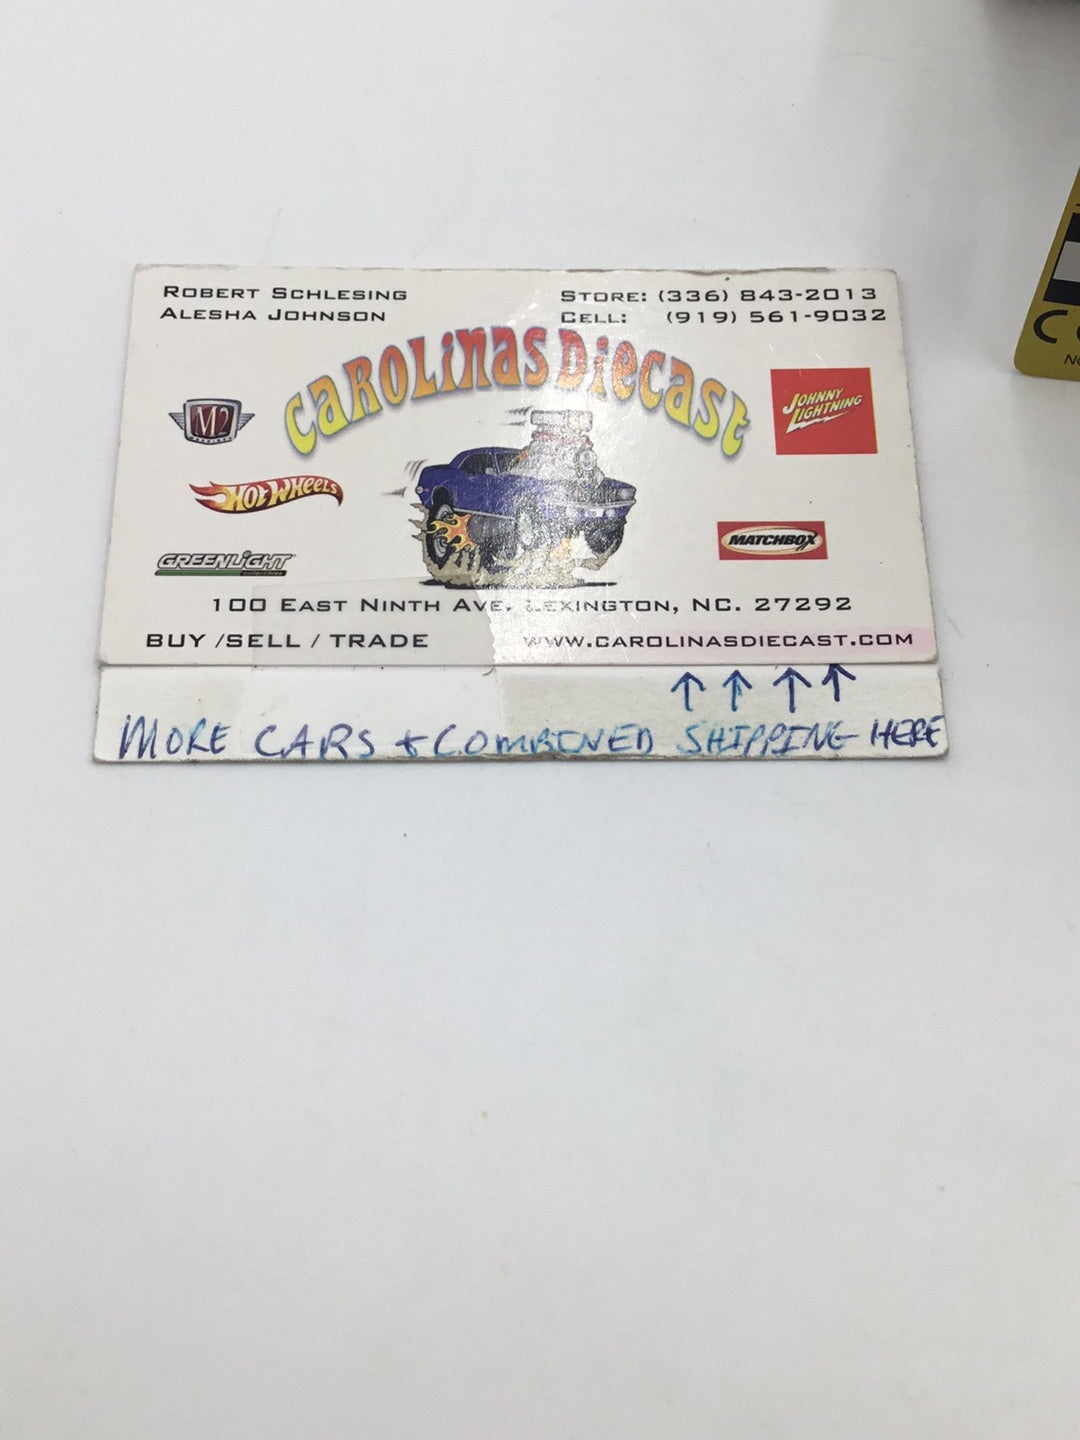 ROBERT SCHLESING
ALESHA JOHNSON
STORE: (336) 843-2013
CELL: (919) 561-9032
CAROLINAS DIECAST
M2
JOHNNY LIGHTNING
HOT WHEELS
GREENLIGHT
MATCHBOX
100 EAST NINTH AVE. LEXINGTON, NC. 27292
BUY /SELL / TRADE
WWW.CAROLINASDIECAST.COM
MORE CARS + COMBINED SHIPPING HERE